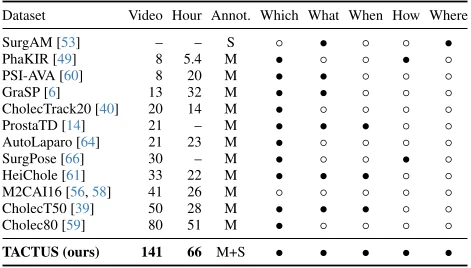 Dataset Video Hour Annot. Which What When How Where
SurgAM [53] – – S ○ ● ○ ○ ●
PhaKIR [49] 8 5.4 M ● ○ ○ ● ○
PSI-AVA [60] 8 20 M ● ● ○ ○ ○
GraSP [6] 13 32 M ● ● ○ ○ ○
CholecTrack20 [40] 20 14 M ● ○ ○ ○ ○
ProstaTD [14] 21 – M ● ● ● ○ ○
AutoLaparo [64] 21 23 M ● ○ ○ ○ ○
SurgPose [66] 30 – M ● ○ ○ ● ○
HeiChole [61] 33 22 M ● ● ● ○ ○
M2CAI16 [56, 58] 41 26 M ○ ○ ○ ○ ○
CholecT50 [39] 50 28 M ● ● ● ○ ○
Cholec80 [59] 80 51 M ● ○ ○ ○ ○
TACTUS (ours) 141 66 M+S ● ● ● ● ●